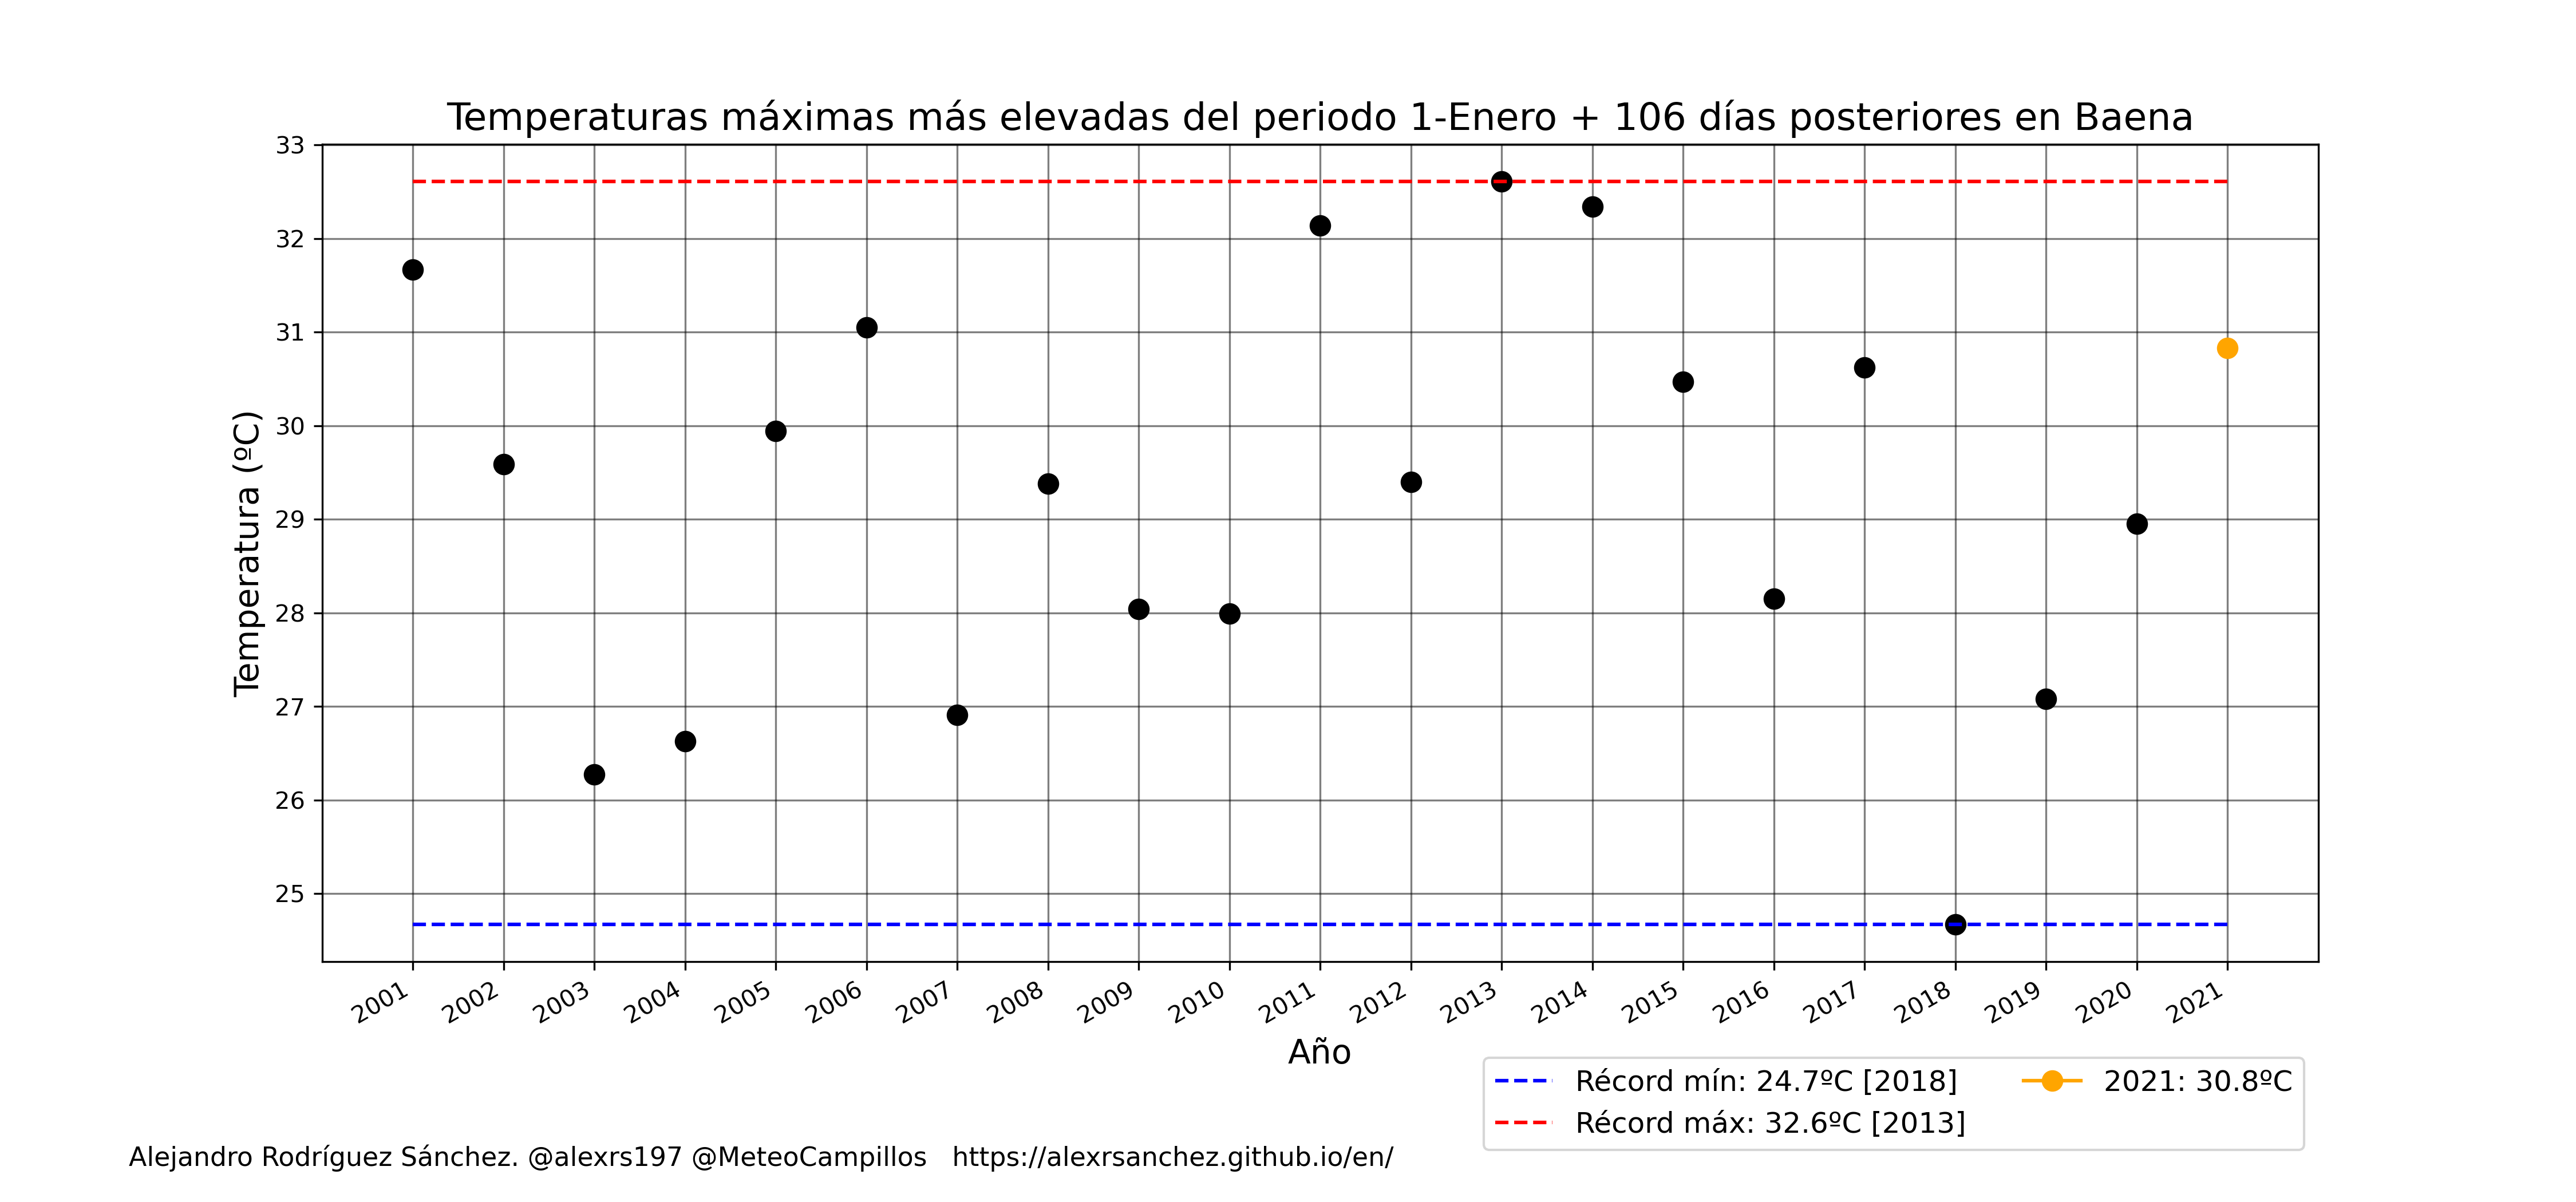 Temperaturas máximas más elevadas del periodo 1-Enero + 106 días posteriores en Baena
Temperatura (ºC)
33
32
31
30
29
28
27
26
25
2001 2002 2003 2004 2005 2006 2007 2008 2009 2010 2011 2012 2013 2014 2015 2016 2017 2018 2019 2020 2021
Año
Récord mín: 24.7ºC [2018]
Récord máx: 32.6ºC [2013]
2021: 30.8ºC
Alejandro Rodríguez Sánchez. @alexrs197 @MeteoCampillos https://alexrsanchez.github.io/en/